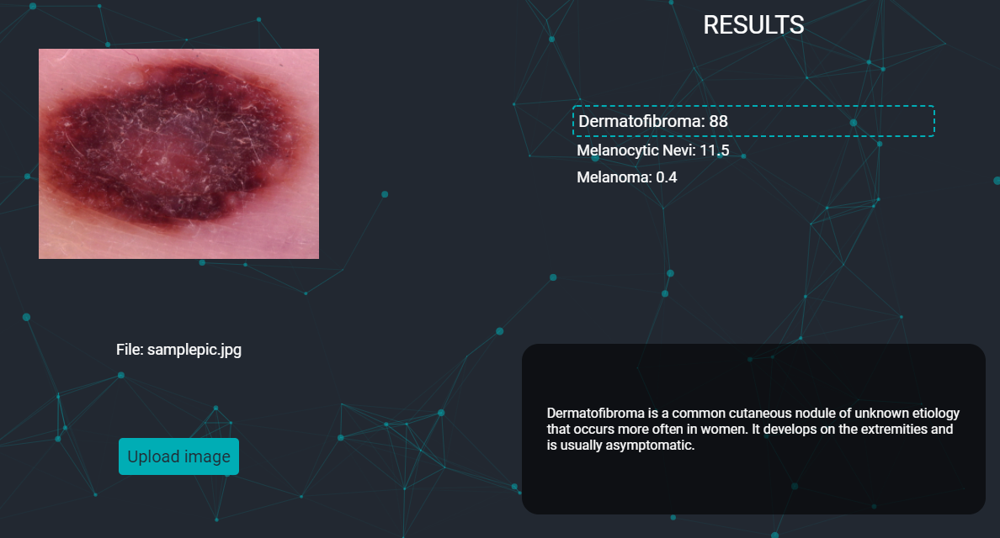 RESULTS
Dermatofibroma: 88
Melanocytic Nevi: 11.5
Melanoma: 0.4
File: samplepic.jpg
Upload image
Dermatofibroma is a common cutaneous nodule of unknown etiology
that occurs more often in women. It develops on the extremities and
is usually asymptomatic.